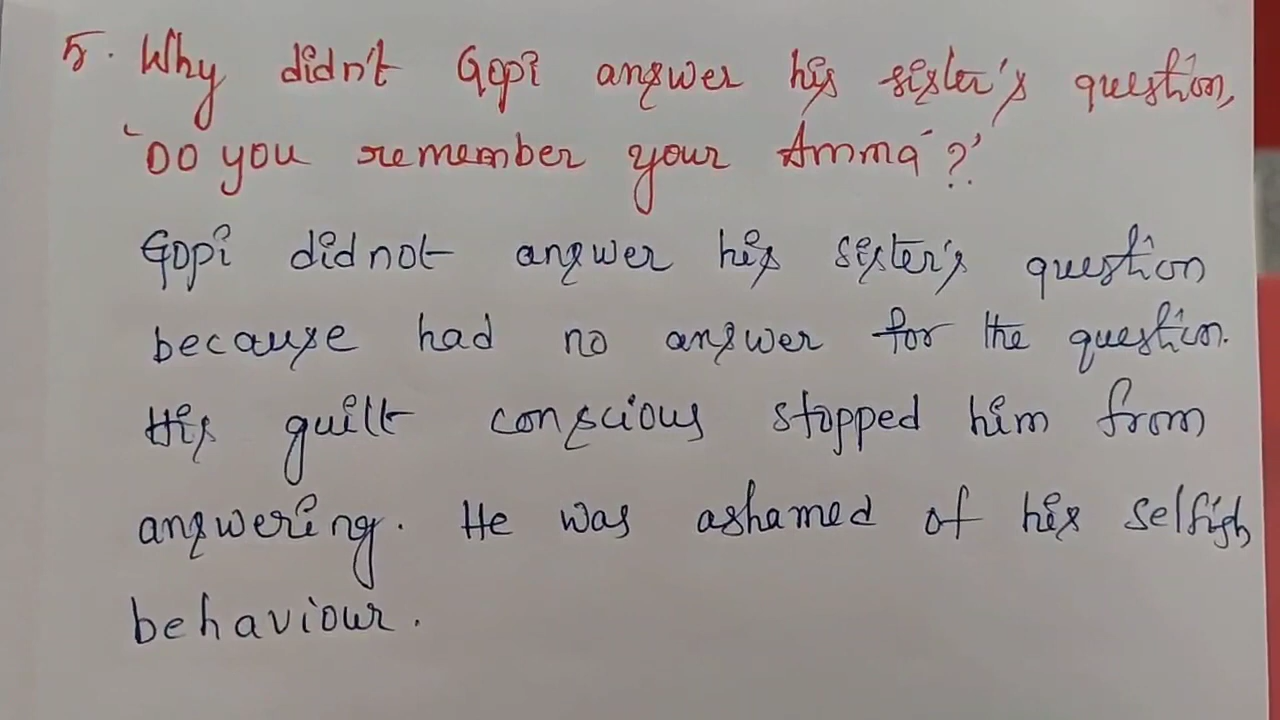 5. Why didn't Gopi answer his sister's question,
'Do you remember your Amma'?'
Gopi didnot answer his sister's question
because had no answer for the question.
His guilt conscious stopped him from
answering. He was ashamed of his selfish
behaviour.